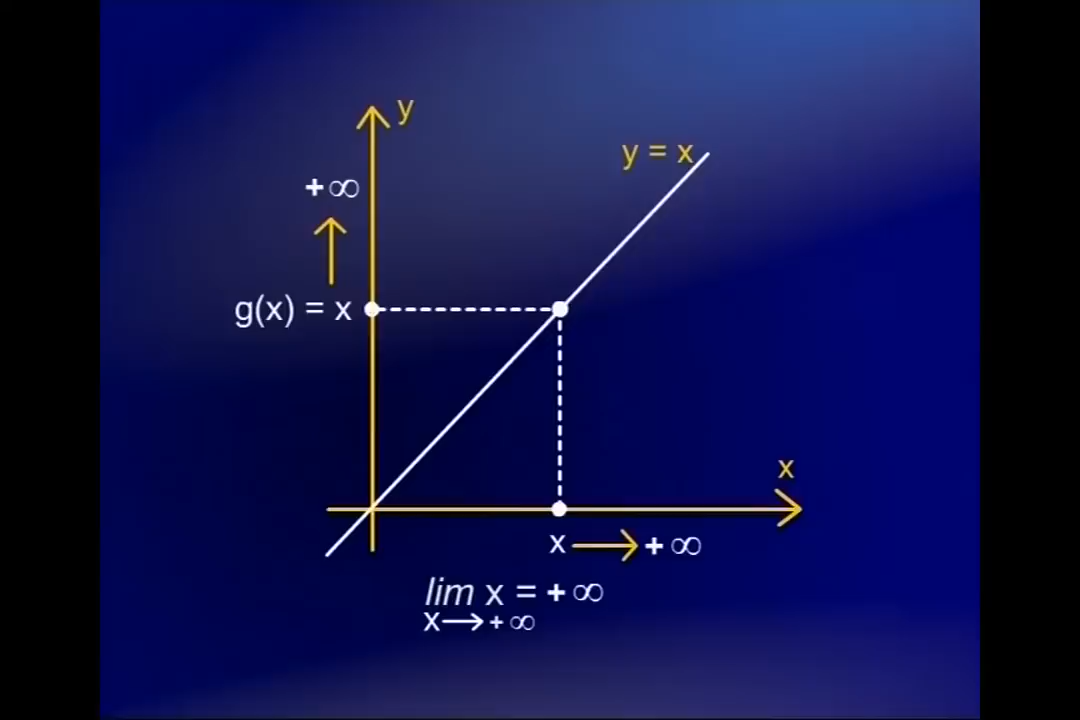 y
y = x
+∞
g(x) = x
x
x → +∞
lim x = +∞
x→+∞